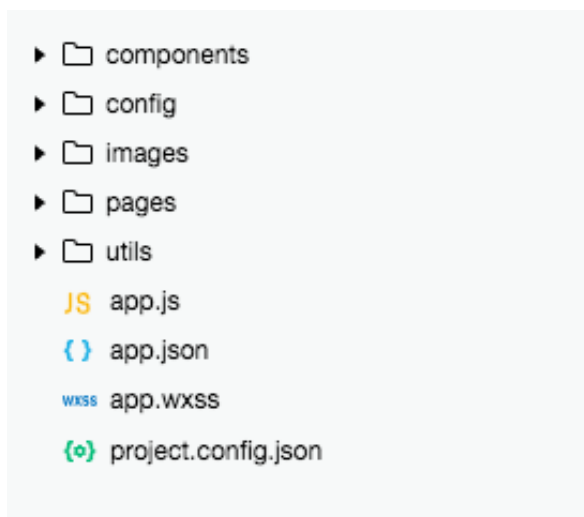 components
config
images
pages
utils
JS app.js
{ } app.json
wxss app.wxss
{o} project.config.json